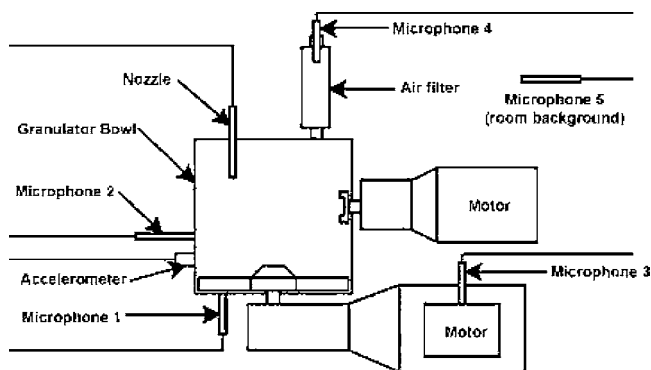 Microphone 4
Nozzle
Air filter
Microphone 5
(room background)
Granulator Bowl
Microphone 2
Motor
Accelerometer
Microphone 3
Microphone 1
Motor